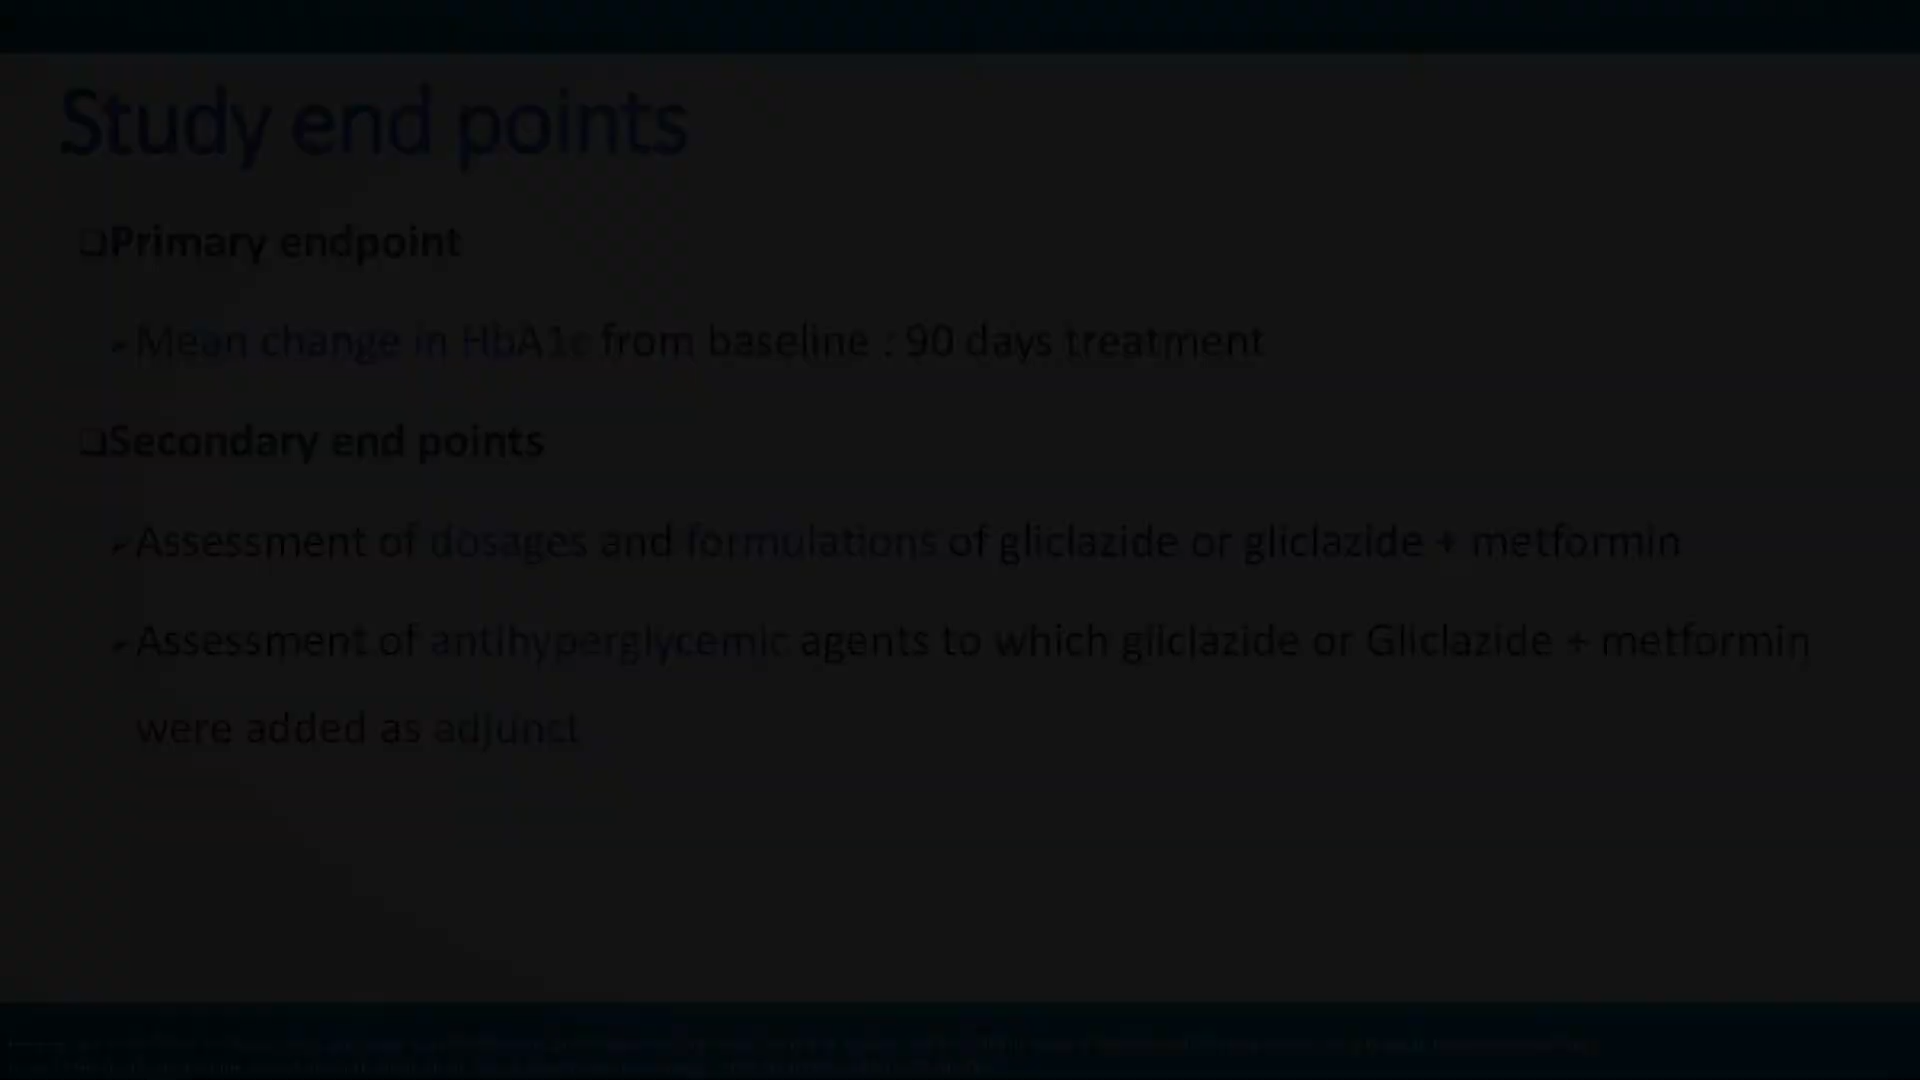 Study end points
❑Primary endpoint
➢Mean change in HbA1c from baseline : 90 days treatment
❑Secondary end points
➢Assessment of dosages and formulations of gliclazide or gliclazide + metformin
➢Assessment of antihyperglycemic agents to which gliclazide or Gliclazide + metformin
were added as adjunct